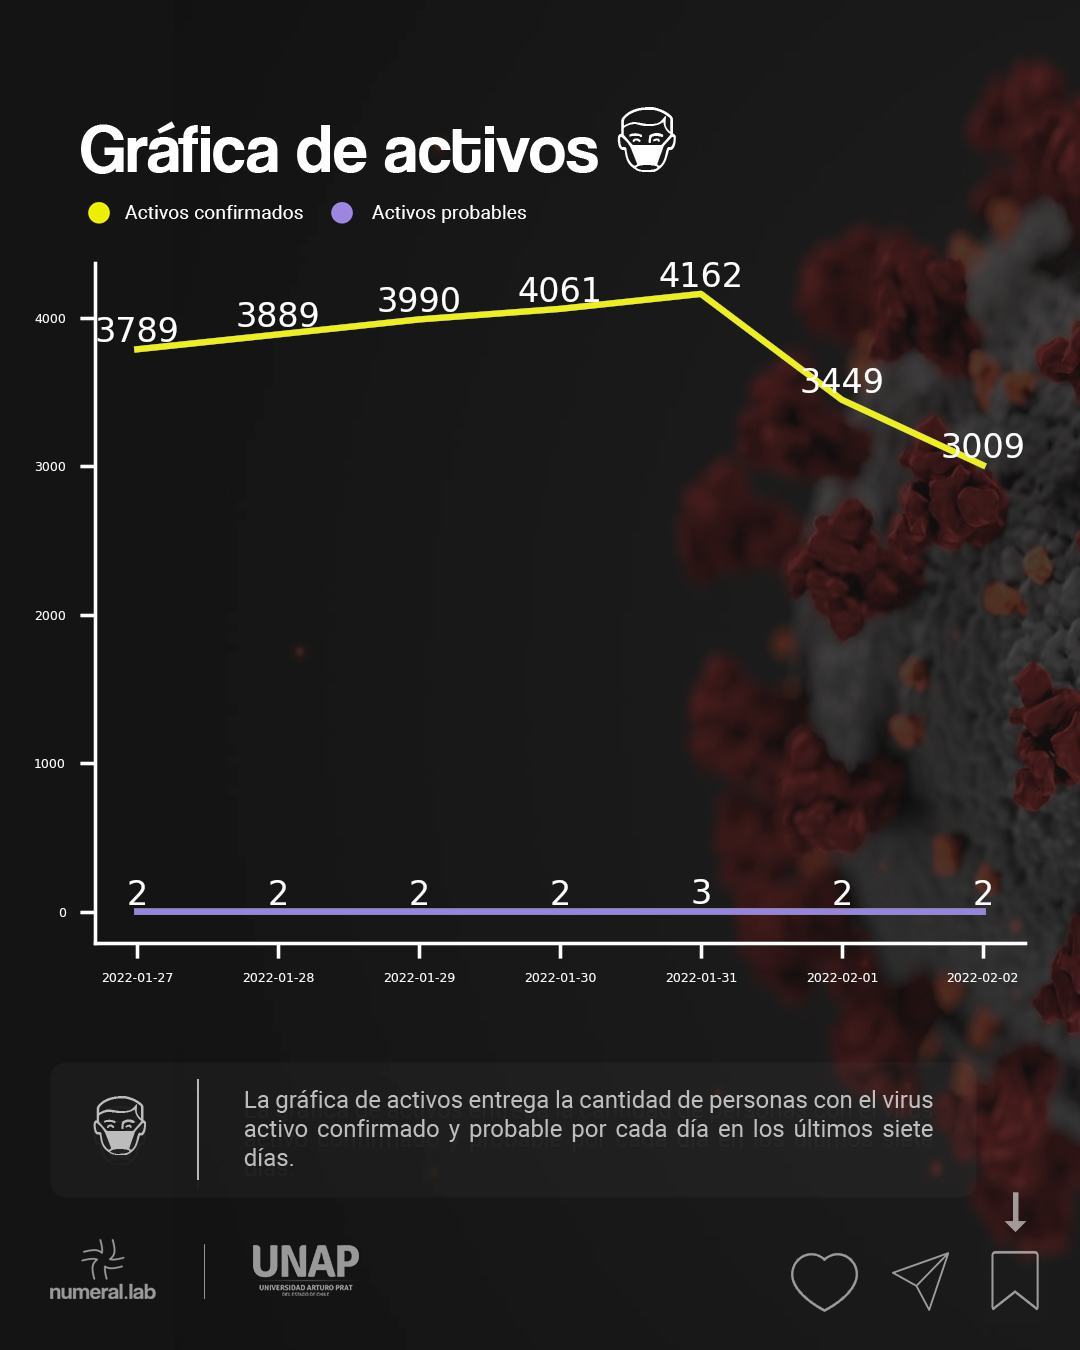 Gráfica de activos
Activos confirmados Activos probables
4162
4061
3990
3889
3789
4000
3449
3009
3000
2000
1000
2 2 2 2 3 2 2
0
2022-01-27 2022-01-28 2022-01-29 2022-01-30 2022-01-31 2022-02-01 2022-02-02
La gráfica de activos entrega la cantidad de personas con el virus
activo confirmado y probable por cada día en los últimos siete
días.
numeral.lab
UNAP
UNIVERSIDAD ARTURO PRAT
DEL ESTADO DE CHILE